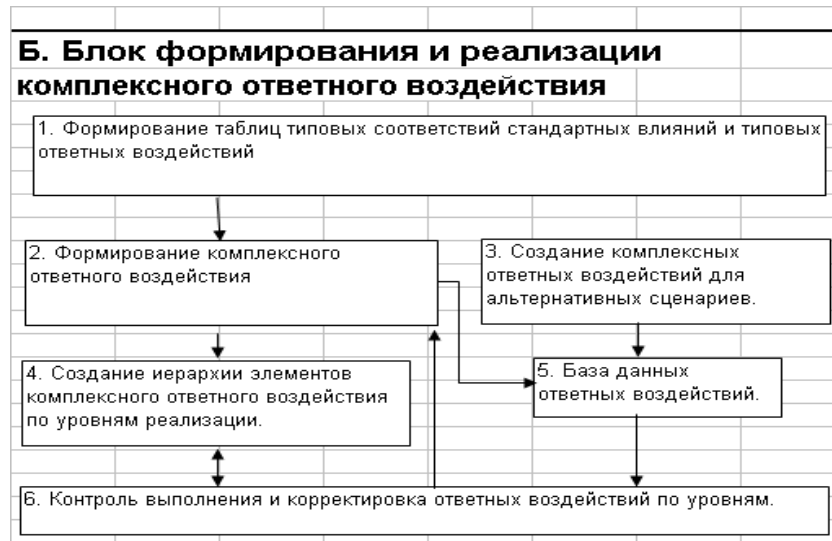 Б. Блок формирования и реализации
комплексного ответного воздействия
1. Формирование таблиц типовых соответствий стандартных влияний и типовых
ответных воздействий
2. Формирование комплексного
ответного воздействия
3. Создание комплексных
ответных воздействий для
альтернативных сценариев.
4. Создание иерархии элементов
комплексного ответного воздействия
по уровням реализации.
5. База данных
ответных воздействий.
6. Контроль выполнения и корректировка ответных воздействий по уровням.